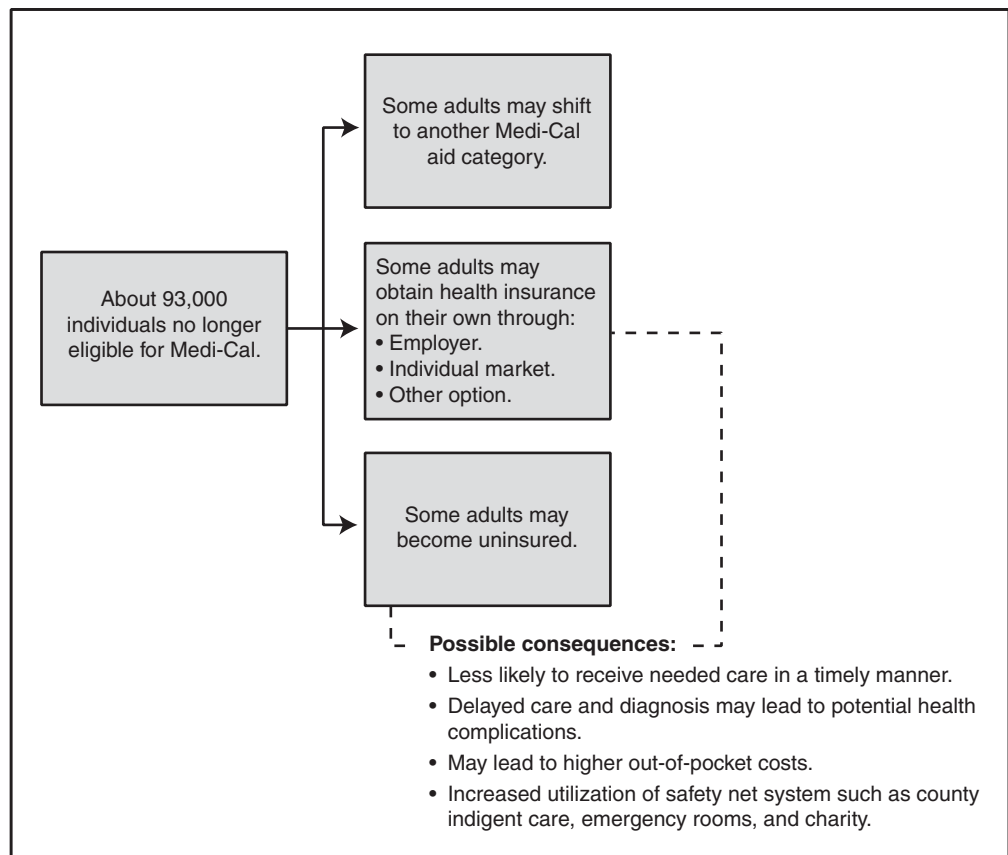 Some adults may shift
to another Medi-Cal
aid category.
About 93,000
individuals no longer
eligible for Medi-Cal.
Some adults may
obtain health insurance
on their own through:
• Employer.
• Individual market.
• Other option.
Some adults may
become uninsured.
Possible consequences:
• Less likely to receive needed care in a timely manner.
• Delayed care and diagnosis may lead to potential health
complications.
• May lead to higher out-of-pocket costs.
• Increased utilization of safety net system such as county
indigent care, emergency rooms, and charity.